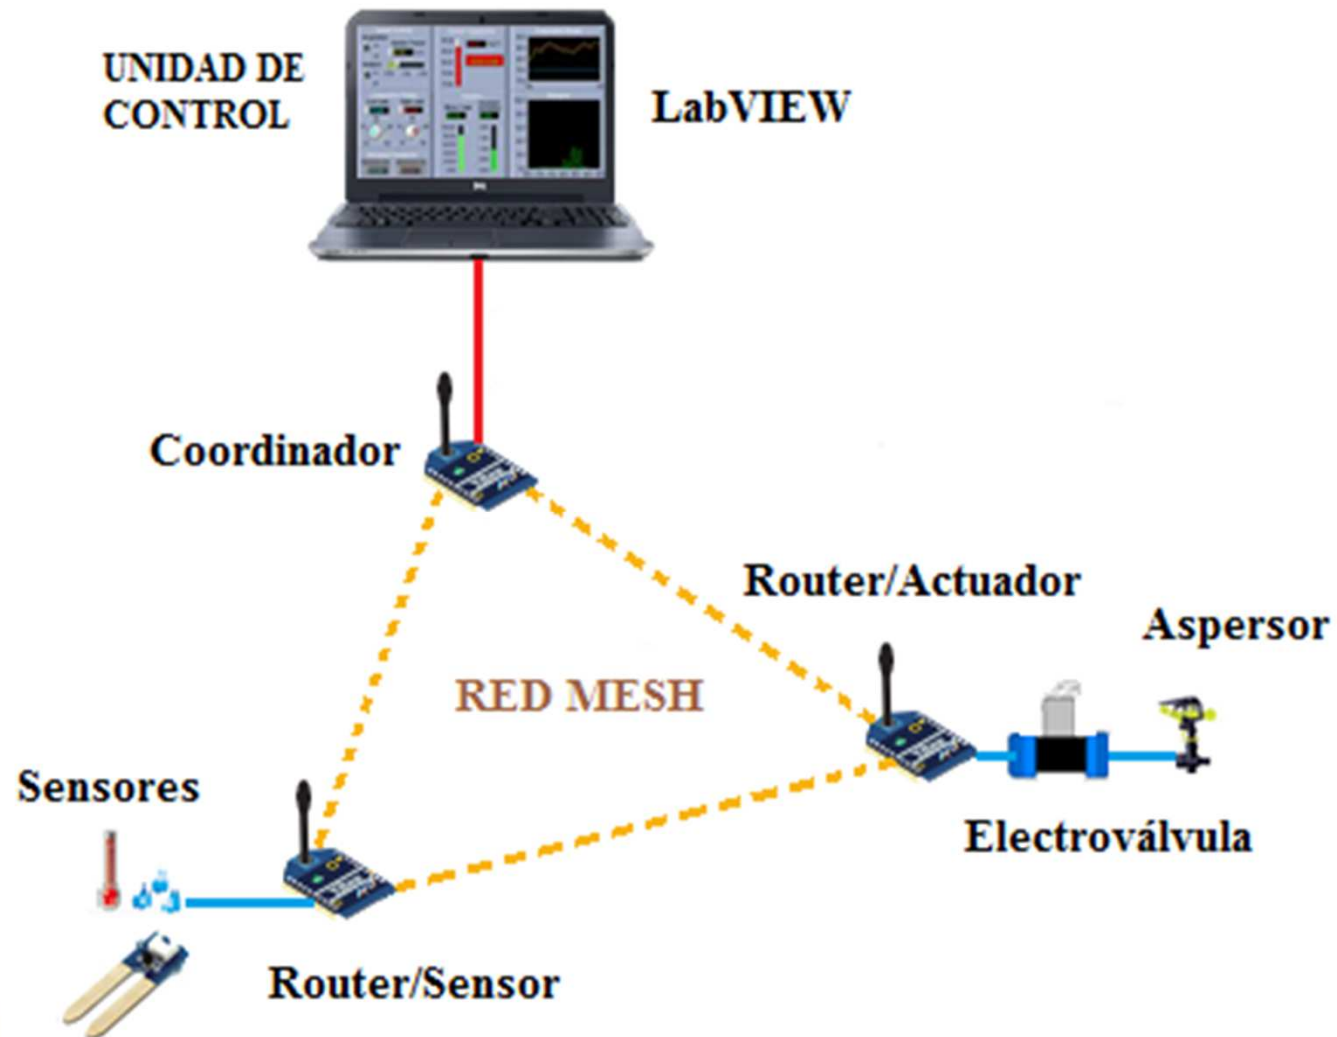 UNIDAD DE
CONTROL
LabVIEW
Coordinador
Router/Actuador
Aspersor
RED MESH
Sensores
Electroválvula
Router/Sensor